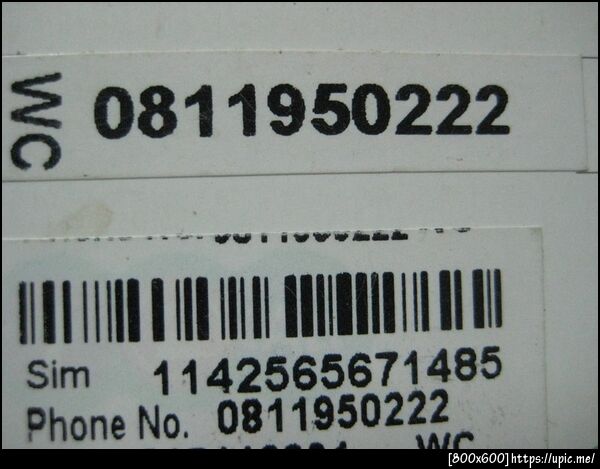 WC 0811950222
Sim 1142565671485
Phone No. 0811950222
WC
[800x600]https://upic.me/